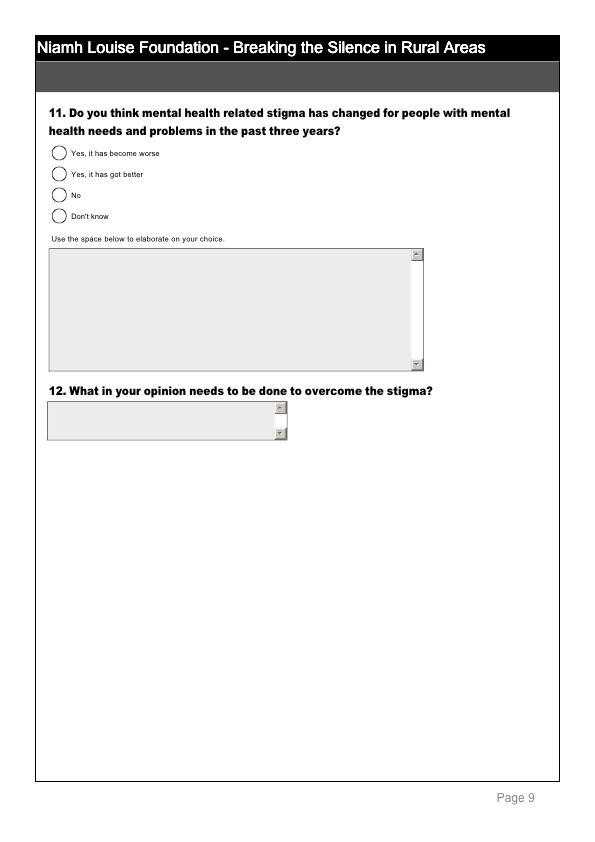 Niamh Louise Foundation - Breaking the Silence in Rural Areas
11. Do you think mental health related stigma has changed for people with mental
health needs and problems in the past three years?
Yes, it has become worse
Yes, it has got better
No
Don't know
Use the space below to elaborate on your choice.
12. What in your opinion needs to be done to overcome the stigma?
Page 9